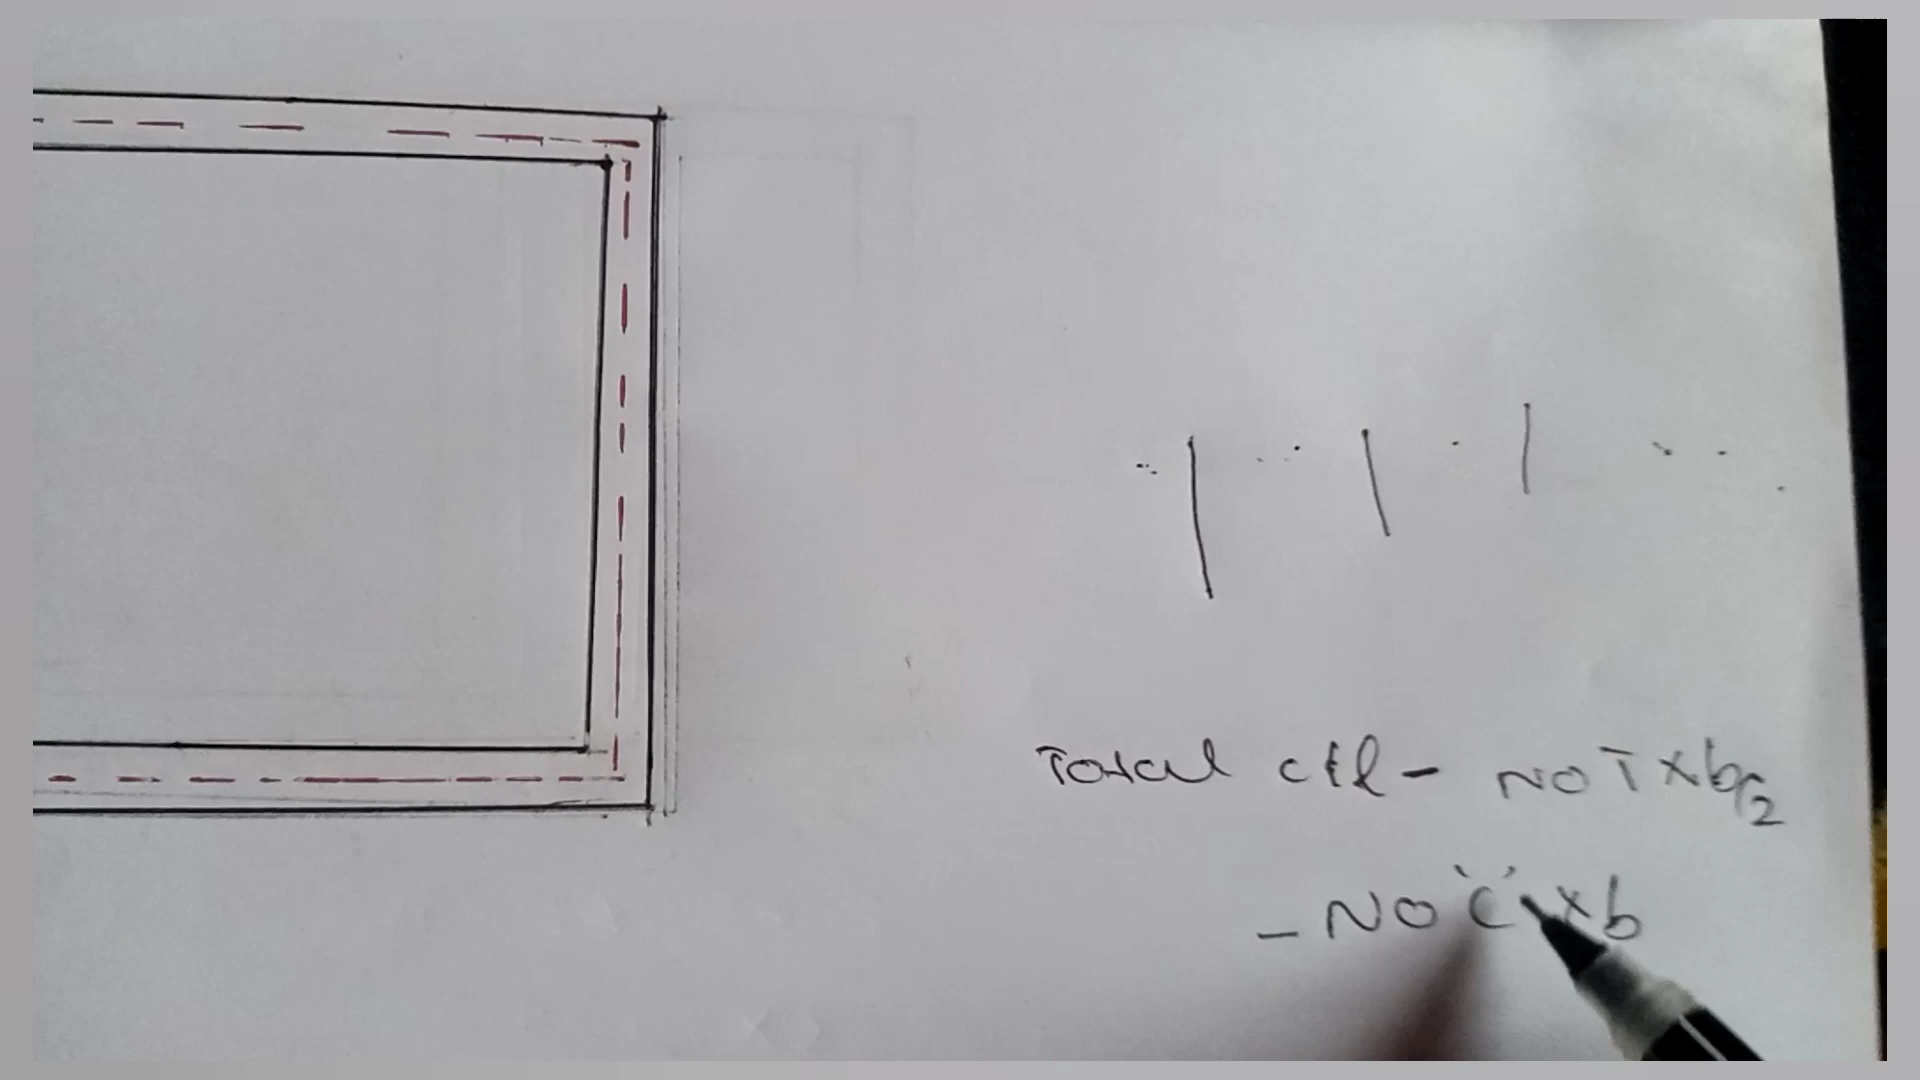 Total ctl - NO T x b/2
- NO "C" x b